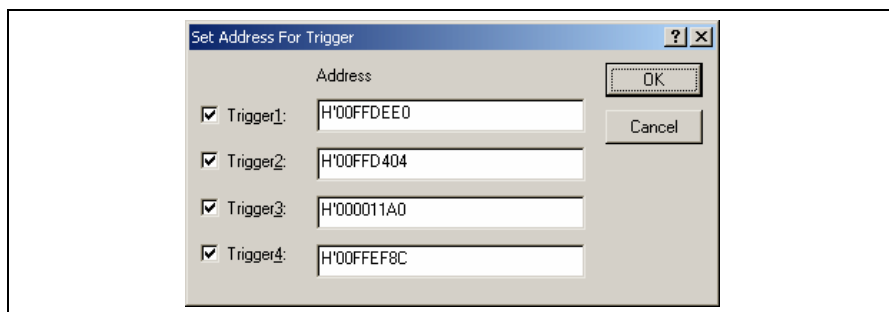 Set Address For Trigger
Address
OK
Trigger1: H'00FFDEE0
Cancel
Trigger2: H'00FFD404
Trigger3: H'000011A0
Trigger4: H'00FFEF8C